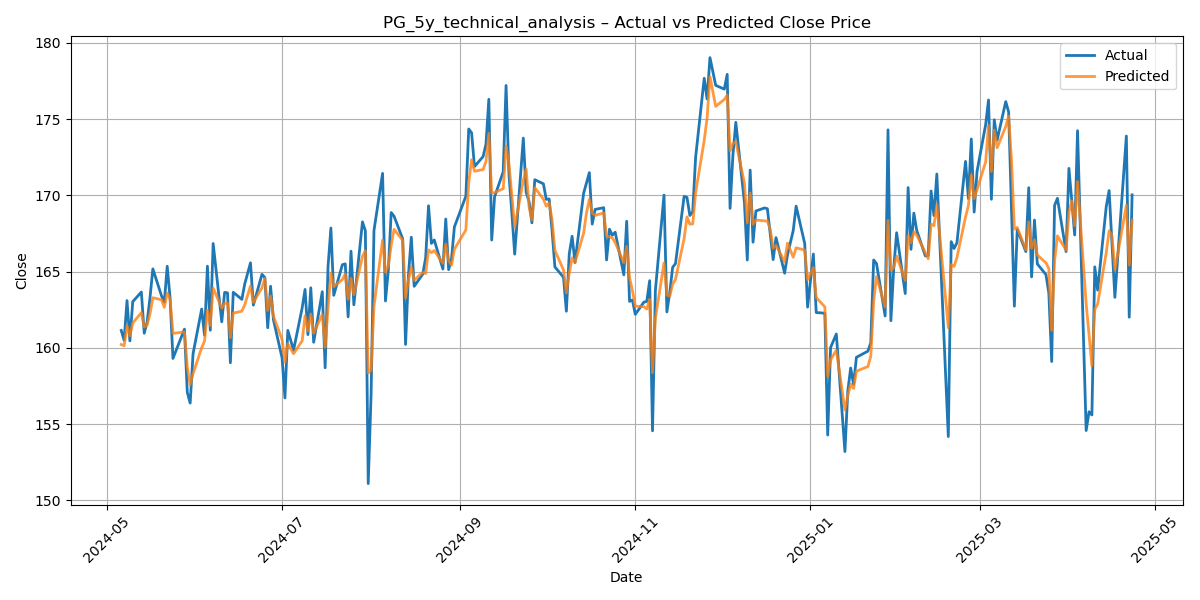 PG_5y_technical_analysis – Actual vs Predicted Close Price
Actual
Predicted
180
175
170
165
160
155
150
Close
2024-05
2024-07
2024-09
2024-11
2025-01
2025-03
2025-05
Date